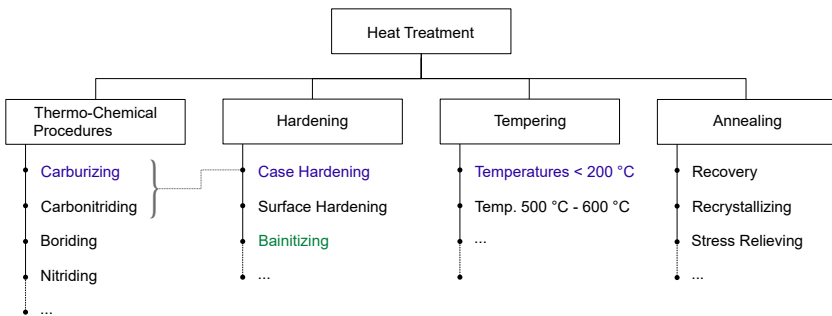 Heat Treatment
Thermo-Chemical
Procedures
Carburizing
Carbonitriding
Boriding
Nitriding
...
Hardening
Case Hardening
Surface Hardening
Bainitizing
...
Tempering
Temperatures < 200 °C
Temp. 500 °C - 600 °C
...
Annealing
Recovery
Recrystallizing
Stress Relieving
...